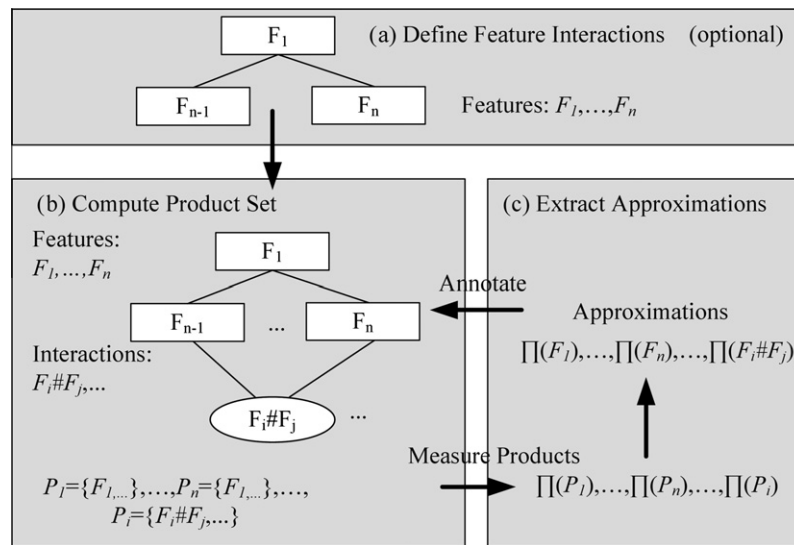 F₁
(a) Define Feature Interactions (optional)
Fₙ₋₁
Fₙ
Features: F₁,…,Fₙ
(b) Compute Product Set
Features:
F₁,...,Fₙ
F₁
Fₙ₋₁
...
Fₙ
Interactions:
Fᵢ#Fⱼ,...
Fᵢ#Fⱼ
...
P₁={F₁,...},…,Pₙ={F₁,...},…,
Pᵢ={Fᵢ#Fⱼ,...}
Annotate
Measure Products
(c) Extract Approximations
Approximations
∏(F₁),…,∏(Fₙ),…,∏(Fᵢ#Fⱼ)
∏(P₁),…,∏(Pₙ),…,∏(Pᵢ)